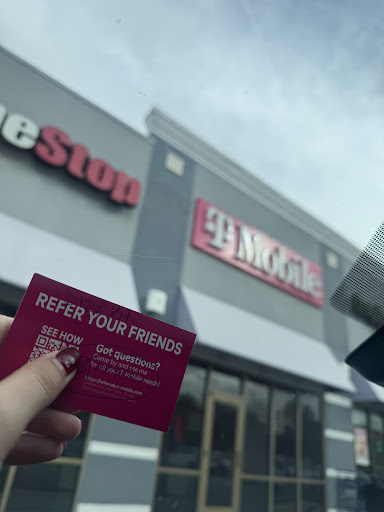 eStop
T Mobile
REFER YOUR FRIENDS
SEE HOW
Got questions?
Come by and see me
for all your T-Mobile needs!